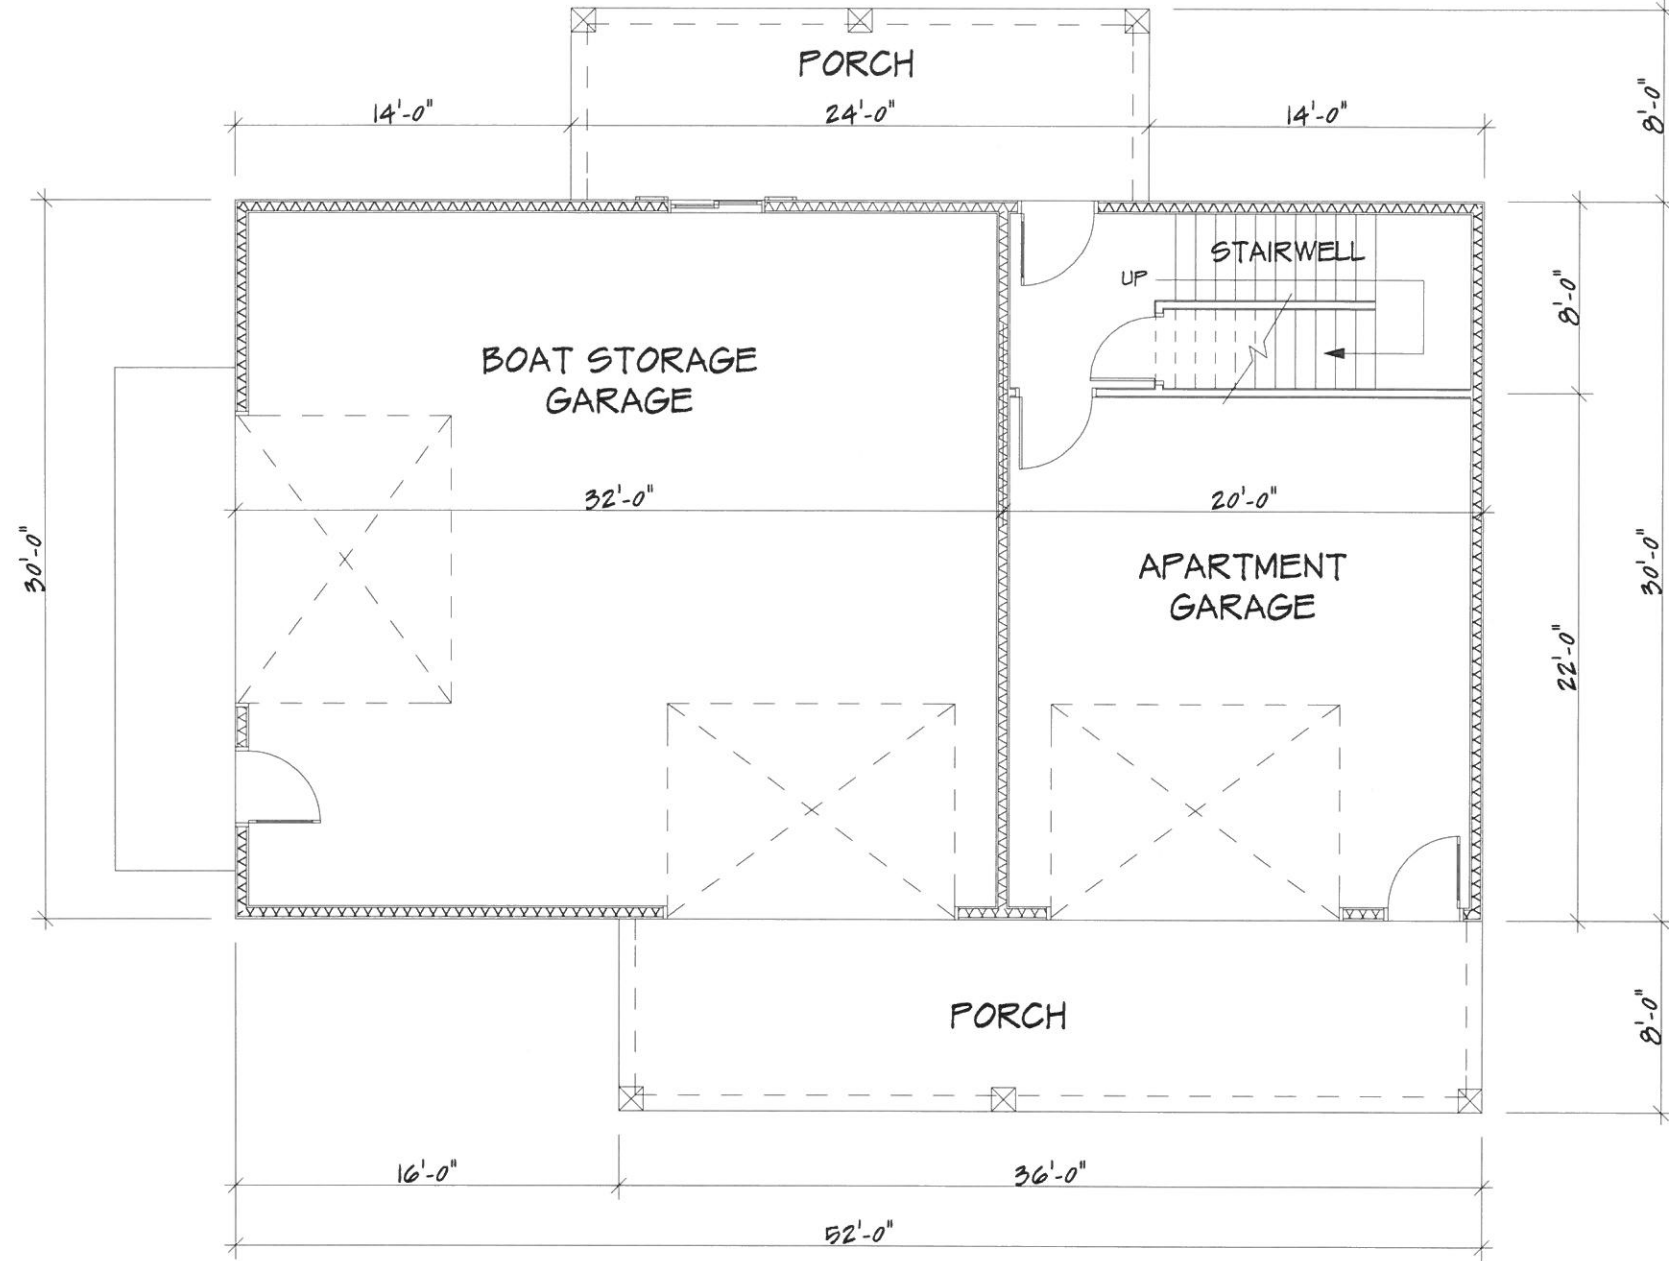 PORCH
14'-0"
24'-0"
14'-0"
8'-0"
STAIRWELL
UP
8'-0"
BOAT STORAGE
GARAGE
32'-0"
20'-0"
30'-0"
APARTMENT
GARAGE
30'-0"
22'-0"
PORCH
8'-0"
16'-0"
36'-0"
52'-0"